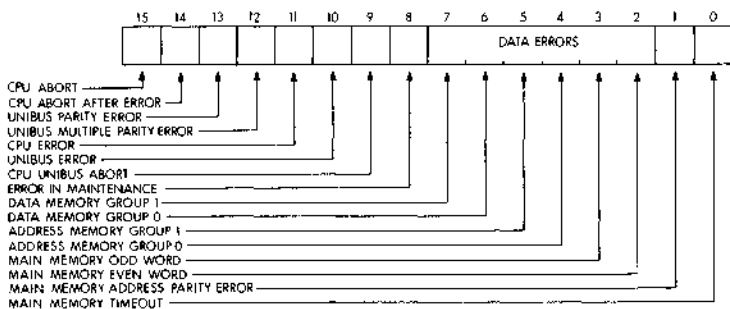 15 14 13 12 11 10 9 8 7 6 5 4 3 2 1 0
DATA ERRORS
CPU ABORT
CPU ABORT AFTER ERROR
UNIBUS PARITY ERROR
UNIBUS MULTIPLE PARITY ERROR
CPU ERROR
UNIBUS ERROR
CPU UNIBUS ABORT
ERROR IN MAINTENANCE
DATA MEMORY GROUP 1
DATA MEMORY GROUP 0
ADDRESS MEMORY GROUP 1
ADDRESS MEMORY GROUP 0
MAIN MEMORY ODD WORD
MAIN MEMORY EVEN WORD
MAIN MEMORY ADDRESS PARITY ERROR
MAIN MEMORY TIMEOUT